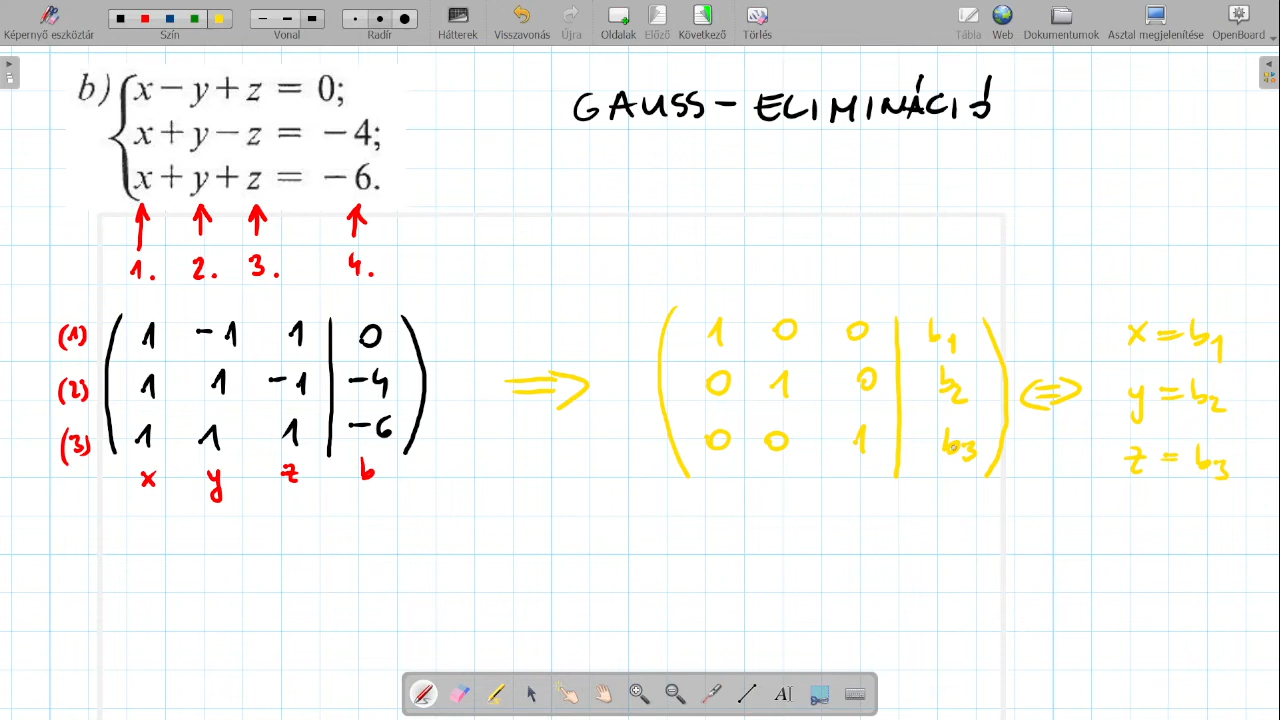 Képernyő eszköztár Szín Vonal Radír Hátterek Visszavonás Újra Oldalak Előző Következő Törlés Tábla Web Dokumentumok Asztal megjelenítése OpenBoard
b) x − y + z = 0;
x + y − z = −4;
x + y + z = −6.
GAUSS – ELIMINÁCIÓ
1. 2. 3. 4.
(1) 1 −1 1 | 0
(2) 1 1 −1 | −4
(3) 1 1 1 | −6
x y z b
⇒
1 0 0 | b1
0 1 0 | b2
0 0 1 | b3
⇔
x = b1
y = b2
z = b3
AI